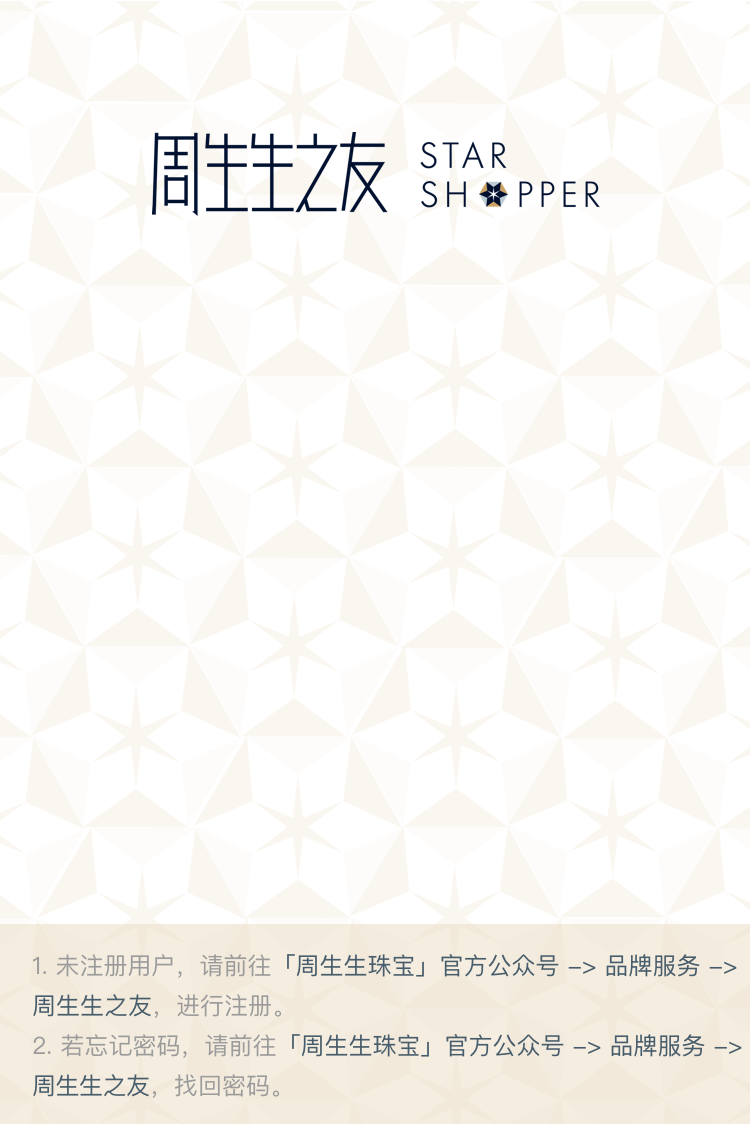 周生生之友
STAR
SHOPPER
1. 未注册用户，请前往「周生生珠宝」官方公众号 –> 品牌服务 –>
周生生之友，进行注册。
2. 若忘记密码，请前往「周生生珠宝」官方公众号 –> 品牌服务 –>
周生生之友，找回密码。